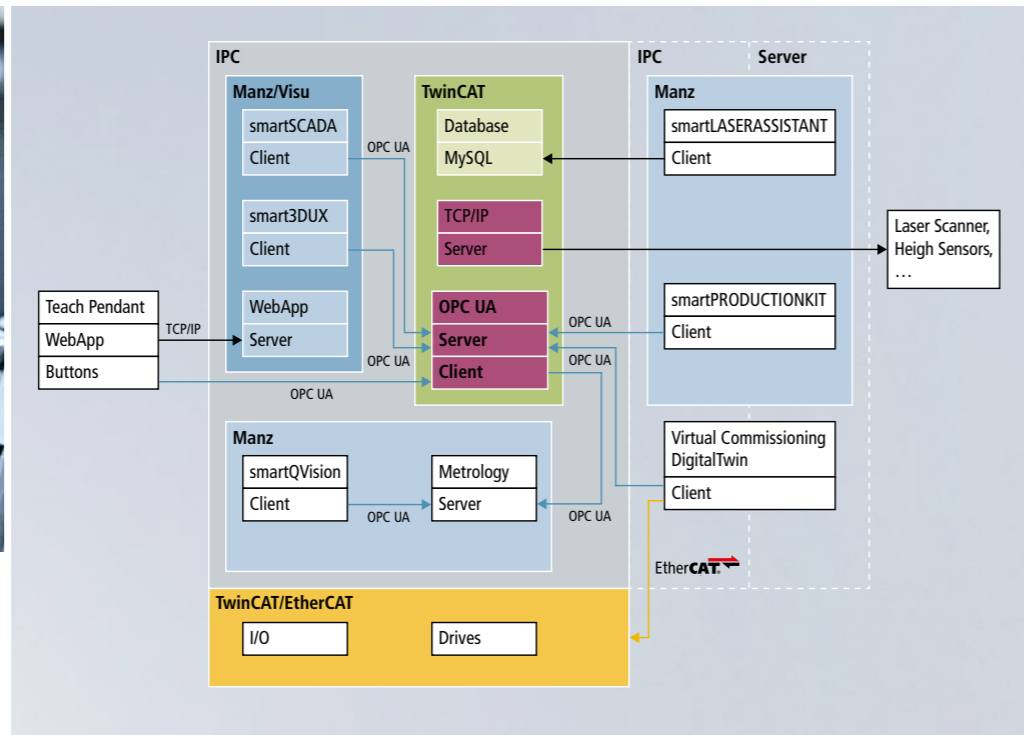 IPC
Manz/Visu
smartSCADA
Client
OPC UA
smart3DUX
Client
WebApp
Server
OPC UA
TwinCAT
Database
MySQL
TCP/IP
Server
OPC UA
Server
Client
IPC
Server
Manz
smartLASERASSISTANT
Client
smartPRODUCTIONKIT
Client
OPC UA
OPC UA
Laser Scanner,
Heigh Sensors,
...
Teach Pendant
WebApp
Buttons
TCP/IP
OPC UA
Manz
smartQVision
Client
OPC UA
Metrology
Server
OPC UA
Virtual Commissioning
DigitalTwin
Client
EtherCAT
TwinCAT/EtherCAT
I/O
Drives